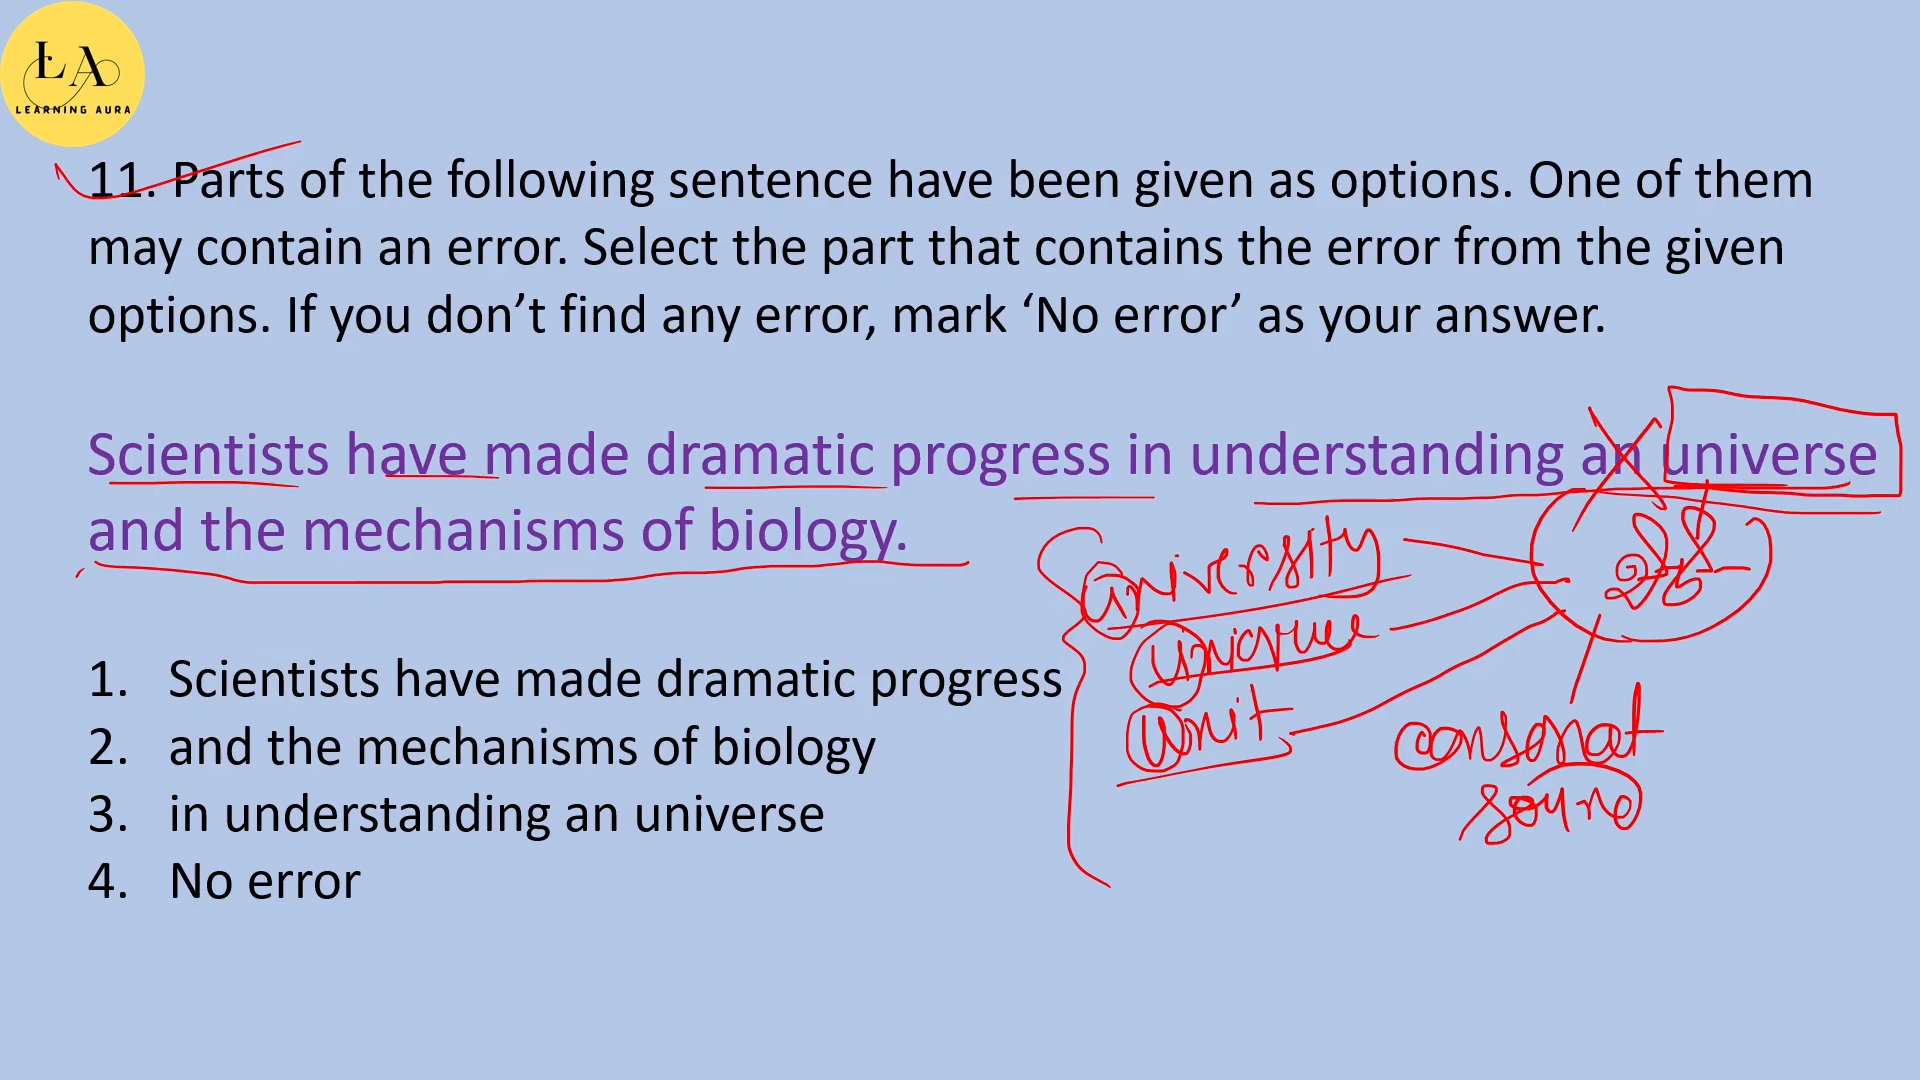 LA
LEARNING AURA
11. Parts of the following sentence have been given as options. One of them
may contain an error. Select the part that contains the error from the given
options. If you don’t find any error, mark ‘No error’ as your answer.
Scientists have made dramatic progress in understanding an universe
and the mechanisms of biology.
university
unique
unit
1. Scientists have made dramatic progress
2. and the mechanisms of biology
3. in understanding an universe
4. No error
consonat
sound